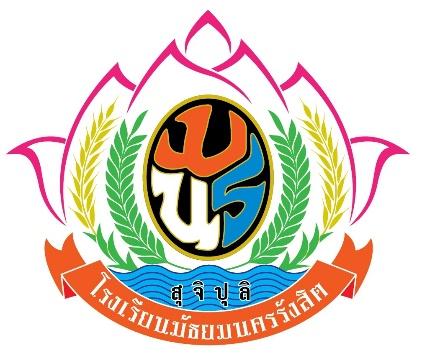 มนร
สุ จิ ปุ ลิ
โรงเรียนมัธยมนครรังสิต